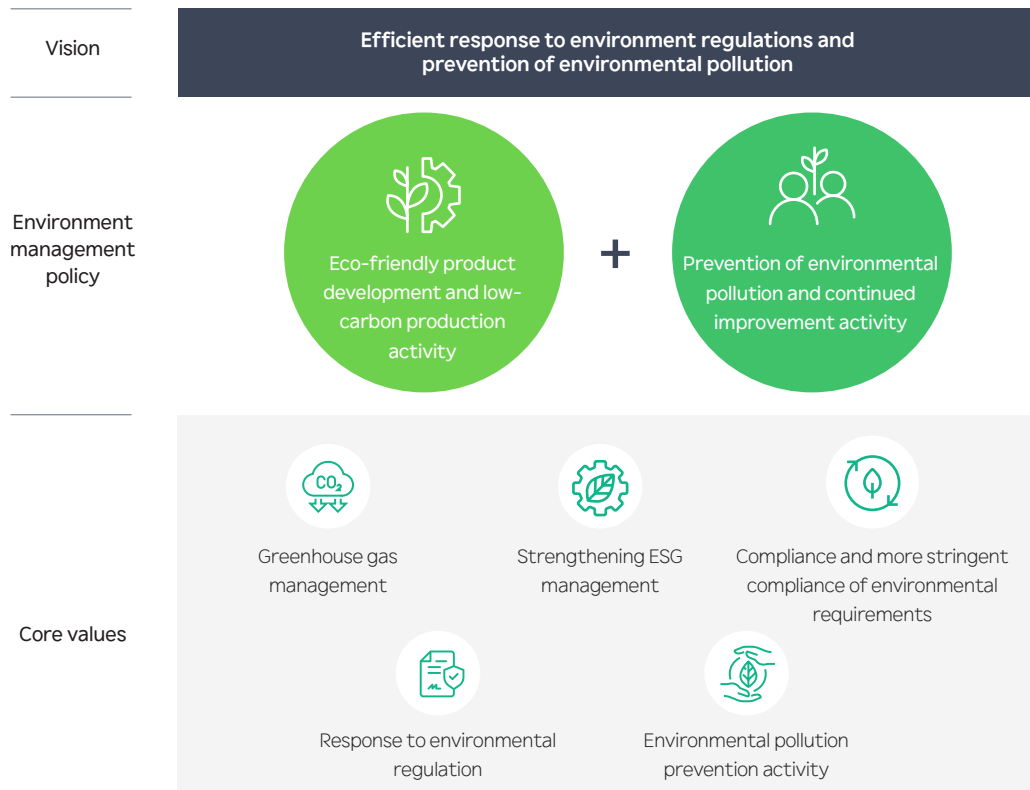 Vision
Efficient response to environment regulations and
prevention of environmental pollution
Environment
management
policy
Eco-friendly product
development and low-
carbon production
activity
+
Prevention of environmental
pollution and continued
improvement activity
Core values
CO₂
Greenhouse gas
management
Strengthening ESG
management
Compliance and more stringent
compliance of environmental
requirements
Response to environmental
regulation
Environmental pollution
prevention activity